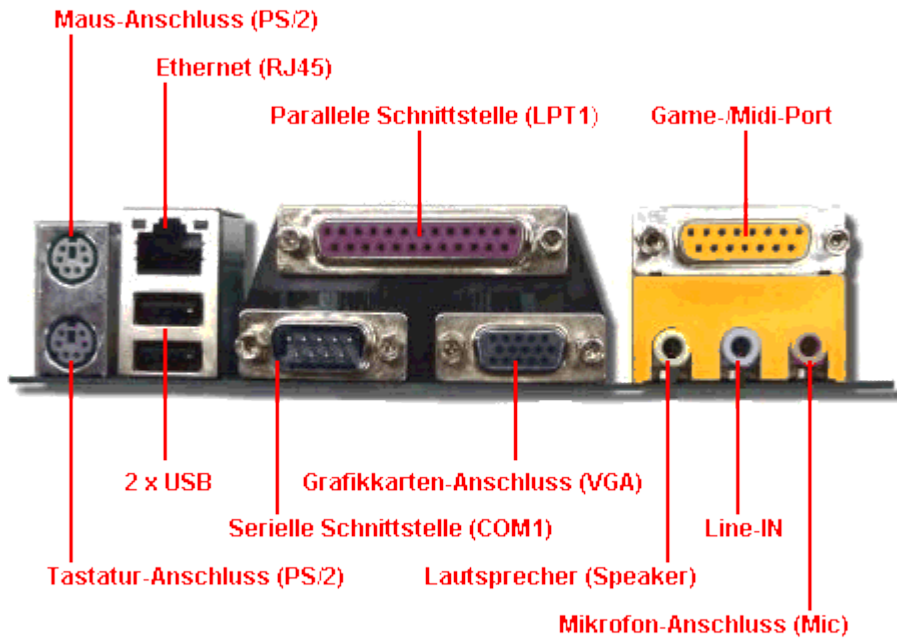 Maus-Anschluss (PS/2)
Ethernet (RJ45)
Parallele Schnittstelle (LPT1)
Game-/Midi-Port
2 x USB
Grafikkarten-Anschluss (VGA)
Serielle Schnittstelle (COM1)
Line-IN
Tastatur-Anschluss (PS/2)
Lautsprecher (Speaker)
Mikrofon-Anschluss (Mic)